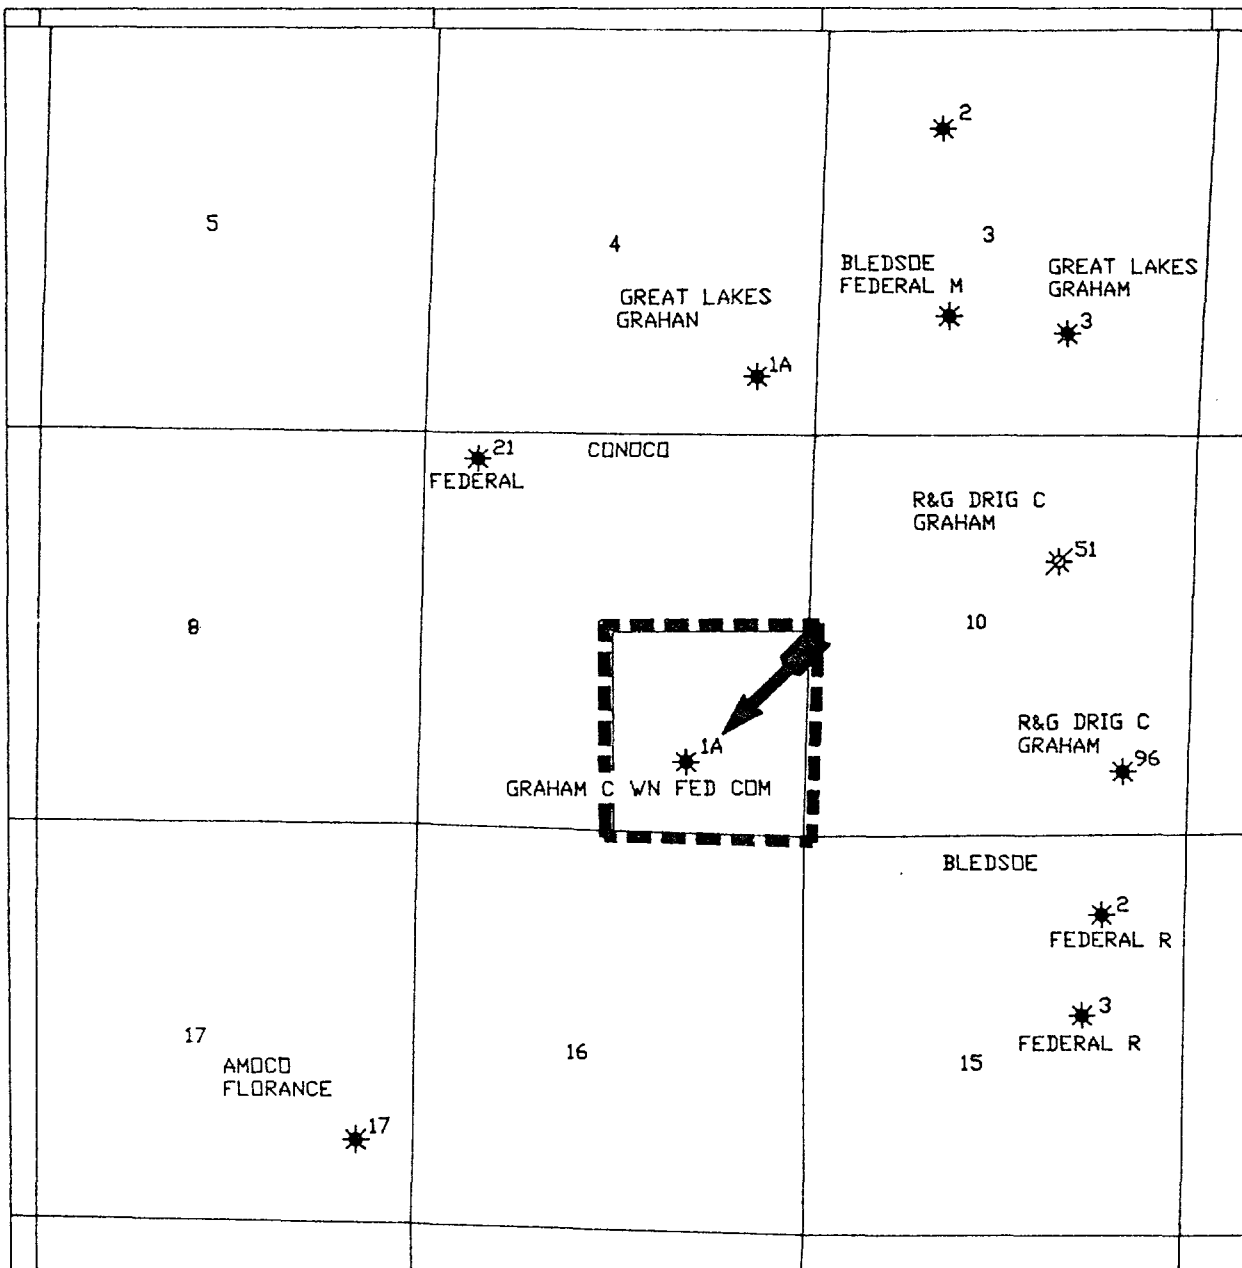 2
5
4
3
BLEDSOE
FEDERAL M
GREAT LAKES
GRAHAM
GREAT LAKES
GRAHAN
3
1A
21
FEDERAL
CONOCO
R&G DRIG C
GRAHAM
51
8
10
1A
GRAHAM C WN FED COM
R&G DRIG C
GRAHAM
96
BLEDSOE
2
FEDERAL R
3
FEDERAL R
17
AMOCO
FLORANCE
16
15
17